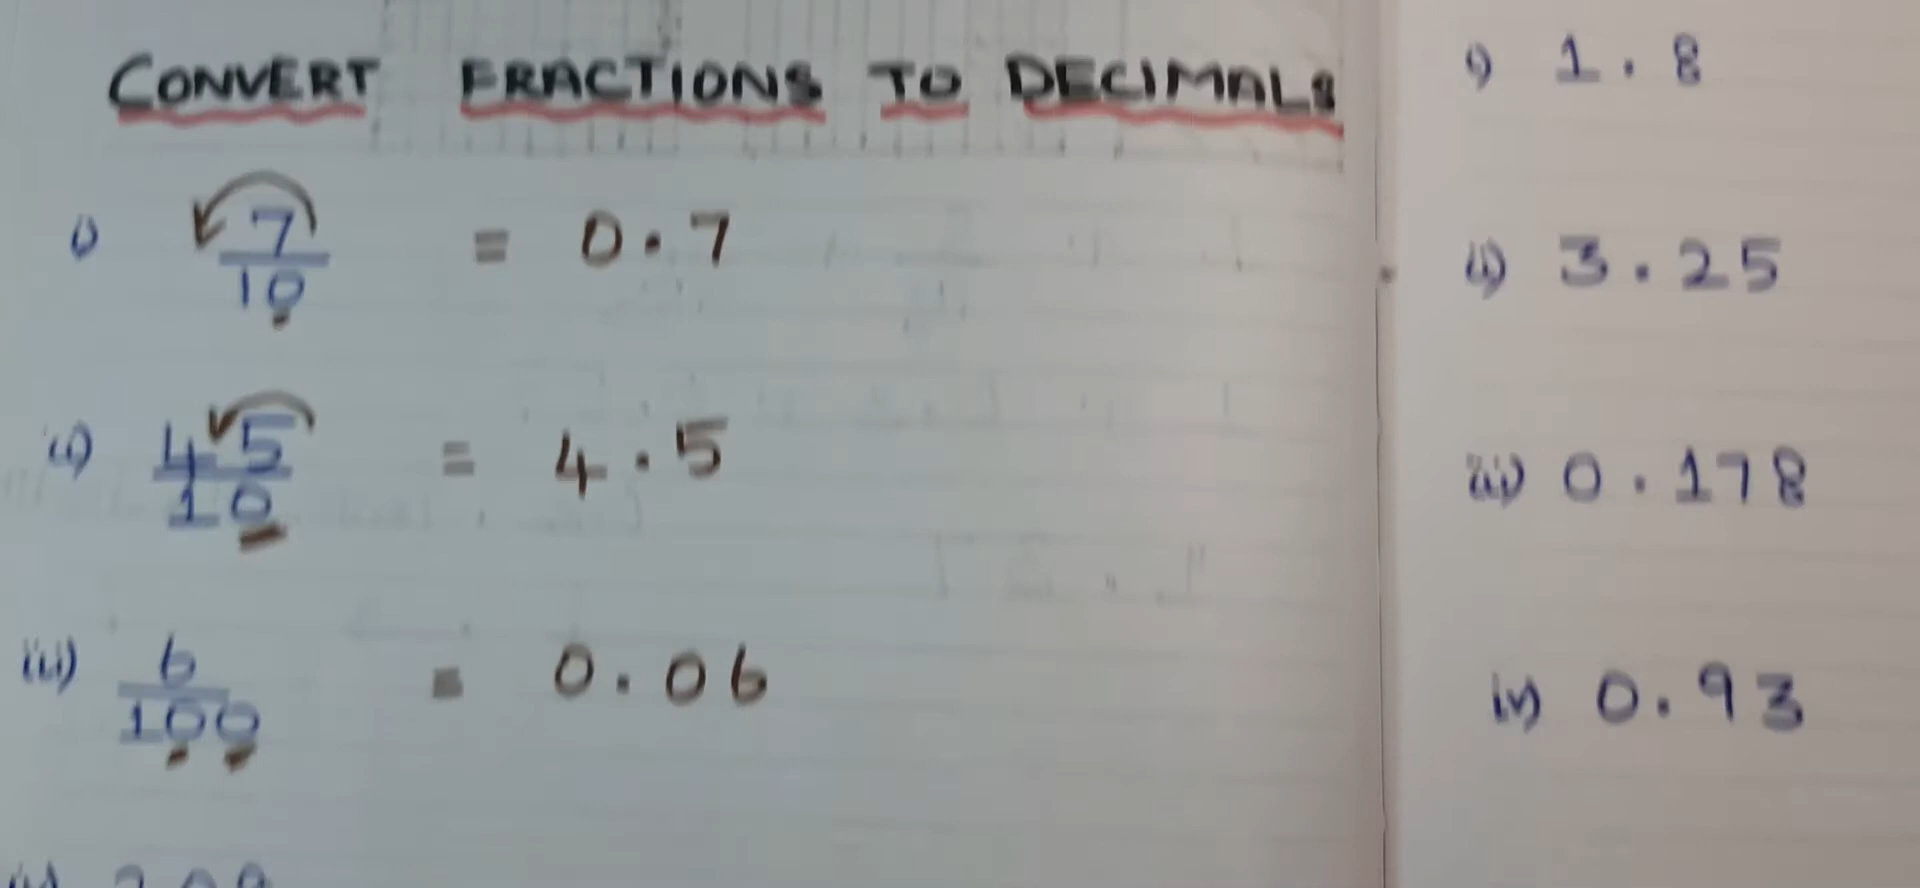 CONVERT FRACTIONS TO DECIMALS
i) 7/10 = 0.7
ii) 45/10 = 4.5
iii) 6/100 = 0.06
i) 1.8
ii) 3.25
iii) 0.178
iv) 0.93